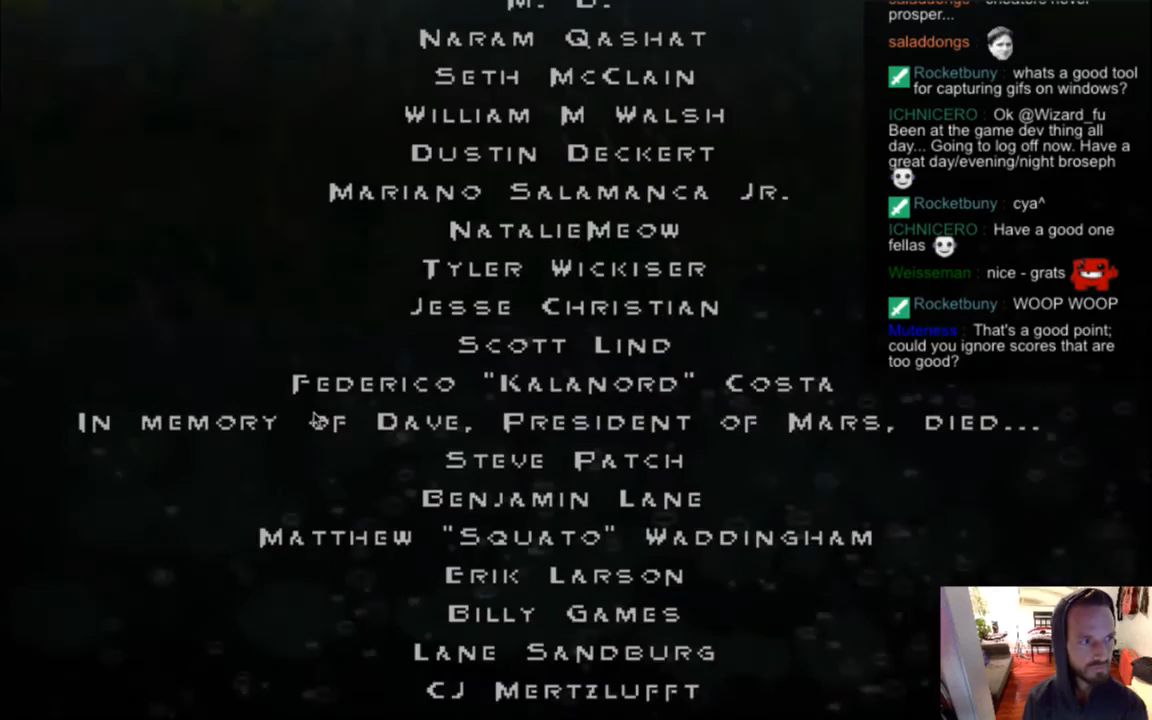 M. D.
Naram Qashat
Seth McClain
William M Walsh
Dustin Deckert
Mariano Salamanca Jr.
NatalieMeow
Tyler Wickiser
Jesse Christian
Scott Lind
Federico "Kalanord" Costa
In memory of Dave, President of Mars, died...
Steve Patch
Benjamin Lane
Matthew "Squato" Waddingham
Erik Larson
Billy Games
Lane Sandburg
CJ Mertzlufft
saladdongs : cheaters never
prosper...
saladdongs
Rocketbuny : whats a good tool
for capturing gifs on windows?
ICHNICERO : Ok @Wizard_fu
Been at the game dev thing all
day... Going to log off now. Have a
great day/evening/night broseph
Rocketbuny : cya^
ICHNICERO : Have a good one
fellas
Weisseman : nice - grats
Rocketbuny : WOOP WOOP
Muteness : That's a good point;
could you ignore scores that are
too good?